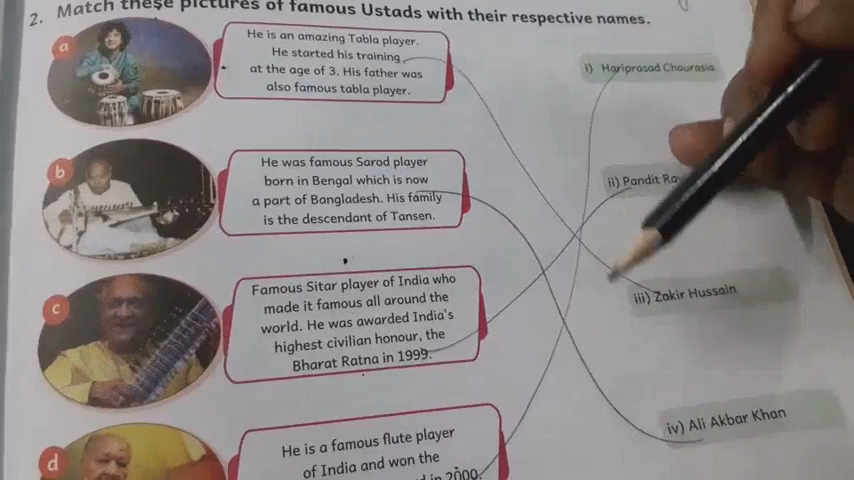 2. Match these pictures of famous Ustads with their respective names.
a
He is an amazing Tabla player.
He started his training
at the age of 3. His father was
also famous tabla player.
i) Hariprasad Chaurasia
b
He was famous Sarod player
born in Bengal which is now
a part of Bangladesh. His family
is the descendant of Tansen.
ii) Pandit
c
Famous Sitar player of India who
made it famous all around the
world. He was awarded India's
highest civilian honour, the
Bharat Ratna in 1999.
iii) Zakir Hussain
d
He is a famous flute player
of India and won the
in 2000.
iv) Ali Akbar Khan